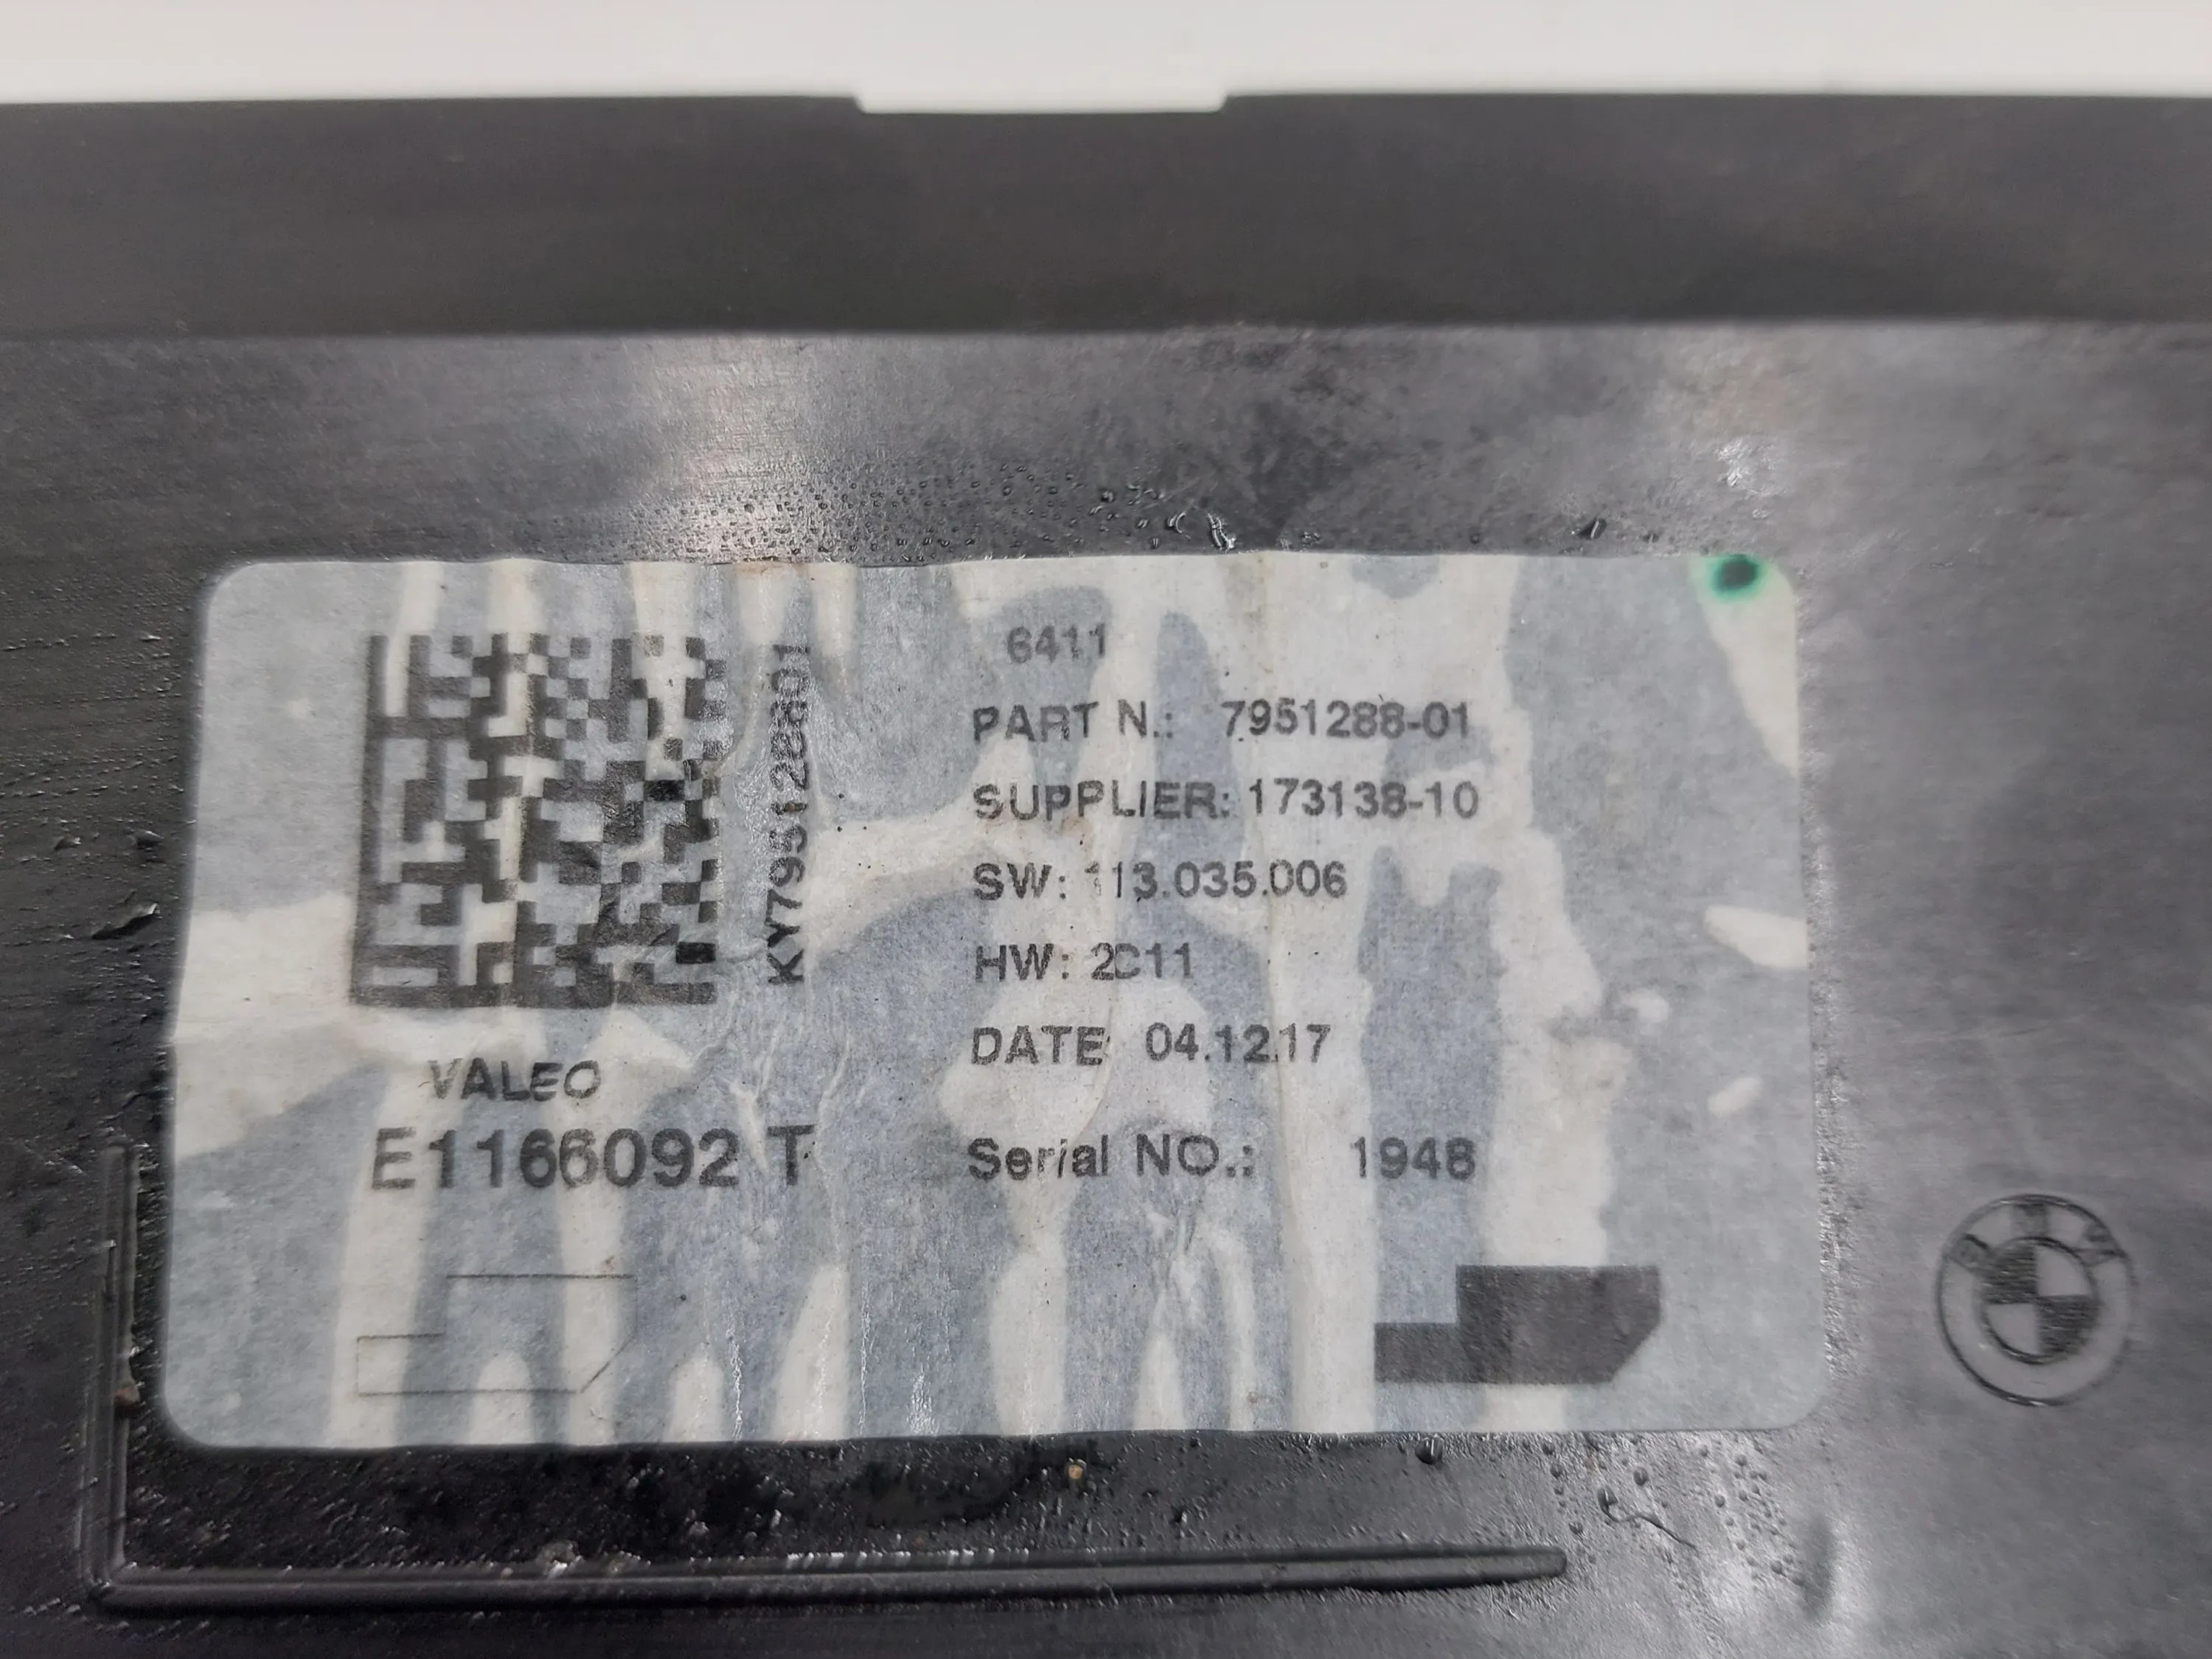 6411
PART N.: 7951288-01
SUPPLIER: 173138-10
SW: 113.035.006
HW: 2C11
DATE: 04.12.17
Serial NO.: 1948
VALEO
E1166092 T
BMW